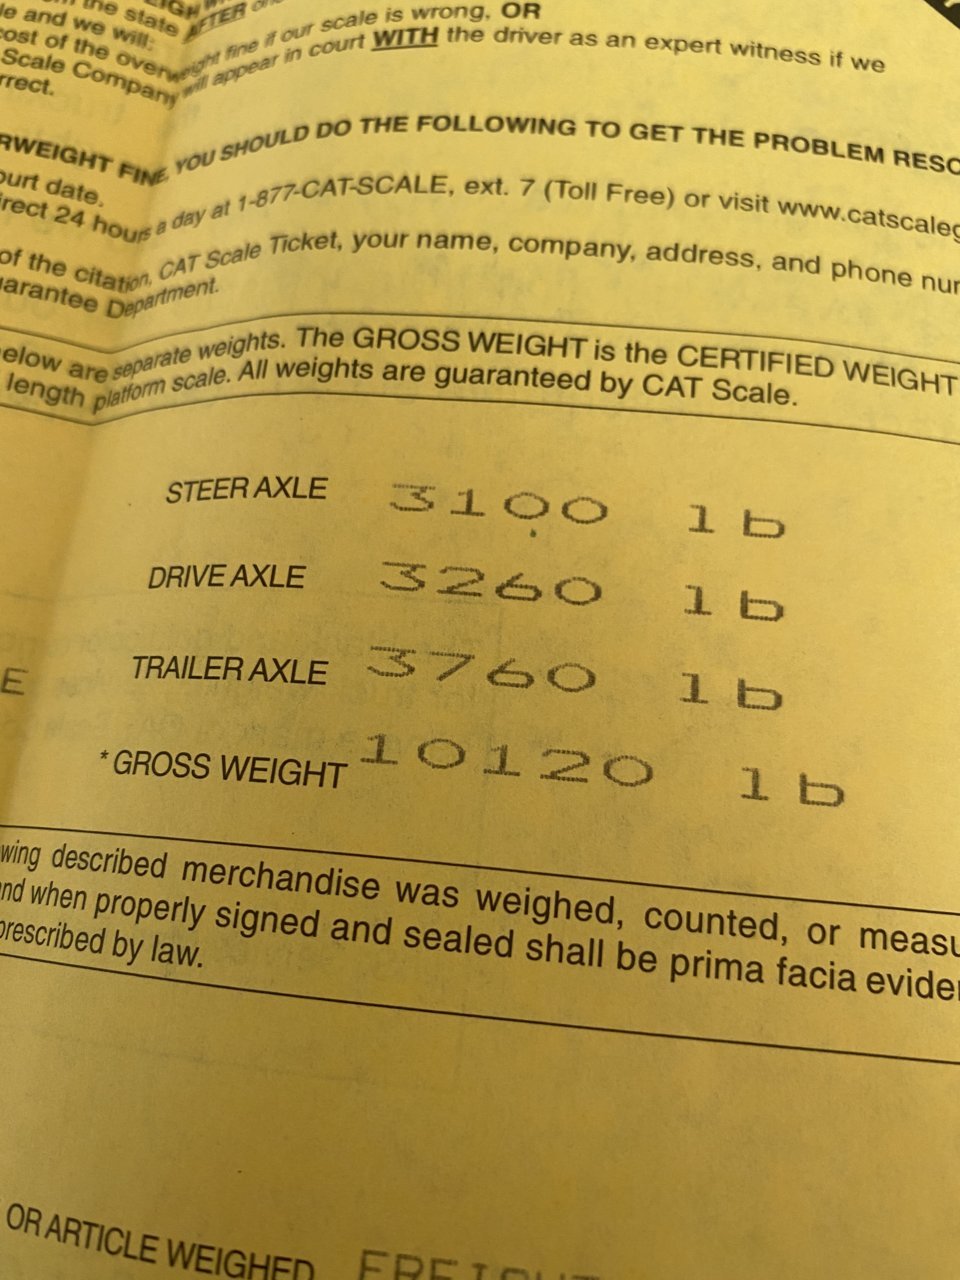 the state AFTER
le and we will:
cost of the overweight fine if our scale is wrong, OR
Scale Company will appear in court WITH the driver as an expert witness if we
rrect.
RWEIGHT FINE, YOU SHOULD DO THE FOLLOWING TO GET THE PROBLEM RESO
ourt date.
irect 24 hours a day at 1-877-CAT-SCALE, ext. 7 (Toll Free) or visit www.catscaleg
of the citation, CAT Scale Ticket, your name, company, address, and phone num
uarantee Department.
elow are separate weights. The GROSS WEIGHT is the CERTIFIED WEIGHT
length platform scale. All weights are guaranteed by CAT Scale.
STEER AXLE 3100 lb
DRIVE AXLE 3260 lb
TRAILER AXLE 3760 lb
E
*GROSS WEIGHT 10120 lb
wing described merchandise was weighed, counted, or measu
nd when properly signed and sealed shall be prima facia eviden
prescribed by law.
OR ARTICLE WEIGHED FREIGHT